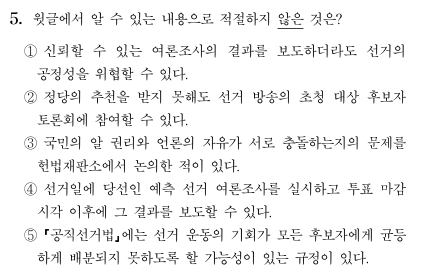 5. 윗글에서 알 수 있는 내용으로 적절하지 않은 것은?
① 신뢰할 수 있는 여론조사의 결과를 보도하더라도 선거의
공정성을 위협할 수 있다.
② 정당의 추천을 받지 못해도 선거 방송의 초청 대상 후보자
토론회에 참여할 수 있다.
③ 국민의 알 권리와 언론의 자유가 서로 충돌하는지의 문제를
헌법재판소에서 논의한 적이 있다.
④ 선거일에 당선인 예측 선거 여론조사를 실시하고 투표 마감
시각 이후에 그 결과를 보도할 수 있다.
⑤ 『공직선거법』에는 선거 운동의 기회가 모든 후보자에게 균등
하게 배분되지 못하도록 할 가능성이 있는 규정이 있다.